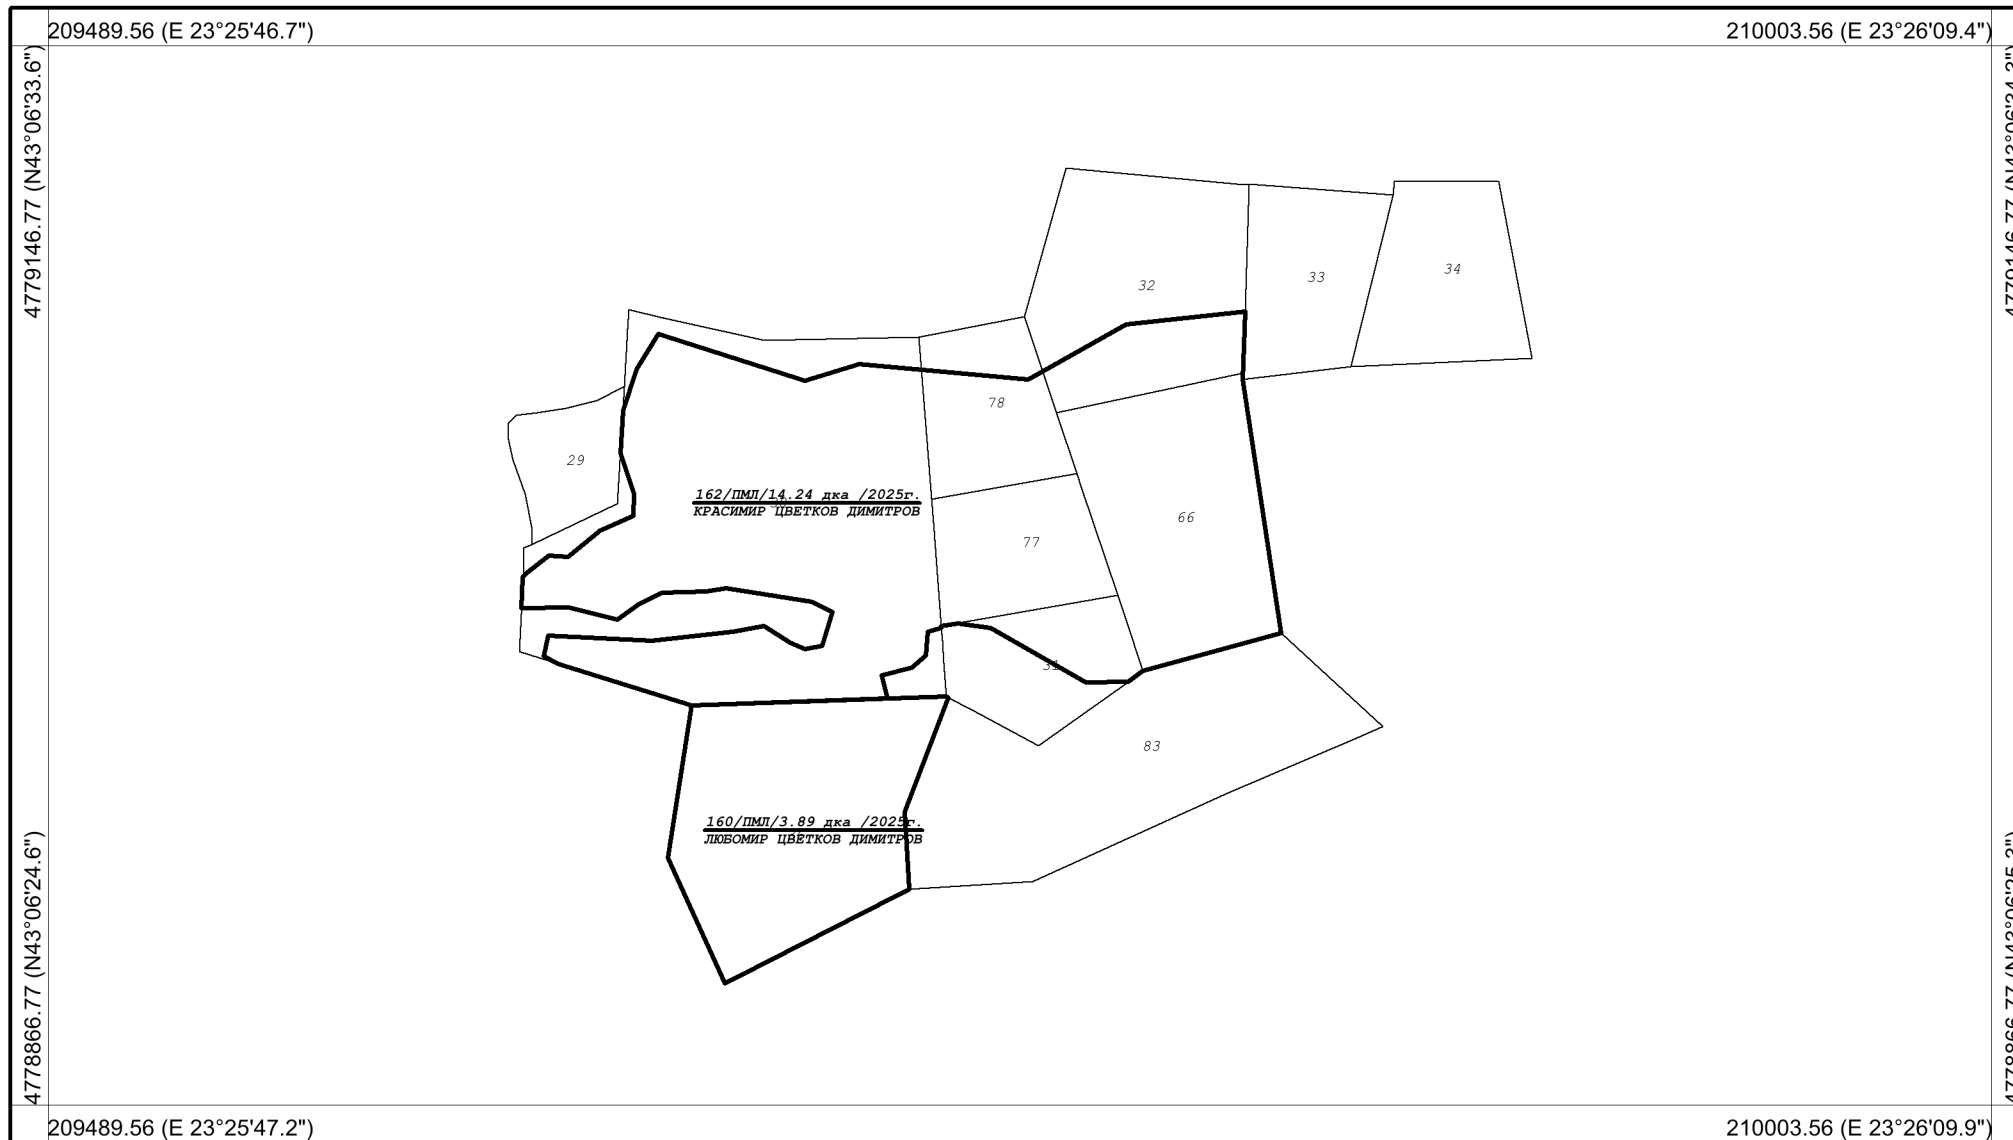 209489.56 (E 23°25'46.7")
210003.56 (E 23°26'09.4")
4779146.77 (N43°06'33.6")
32
33
34
78
29
162/ПМЛ/14.24 дка /2025г.
КРАСИМИР ЦВЕТКОВ ДИМИТРОВ
66
77
31
83
160/ПМЛ/3.89 дка /2025г.
ЛЮБОМИР ЦВЕТКОВ ДИМИТРОВ
4778866.77 (N43°06'24.6")
209489.56 (E 23°25'47.2")
210003.56 (E 23°26'09.9")